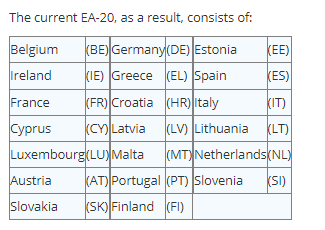 The current EA-20, as a result, consists of:
Belgium (BE) Germany (DE) Estonia (EE)
Ireland (IE) Greece (EL) Spain (ES)
France (FR) Croatia (HR) Italy (IT)
Cyprus (CY) Latvia (LV) Lithuania (LT)
Luxembourg (LU) Malta (MT) Netherlands (NL)
Austria (AT) Portugal (PT) Slovenia (SI)
Slovakia (SK) Finland (FI)